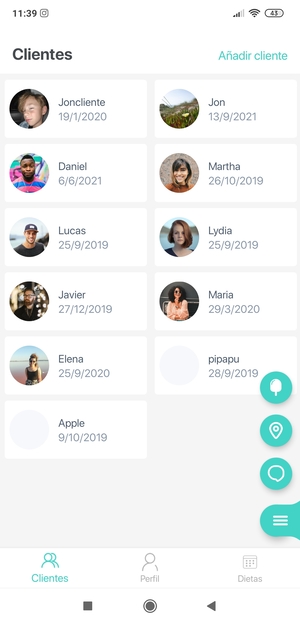 11:39
43
Clientes
Añadir cliente
Joncliente
19/1/2020
Jon
13/9/2021
Daniel
6/6/2021
Martha
26/10/2019
Lucas
25/9/2019
Lydia
25/9/2019
Javier
27/12/2019
Maria
29/3/2020
Elena
25/9/2020
pipapu
28/9/2019
Apple
9/10/2019
Clientes
Perfil
Dietas